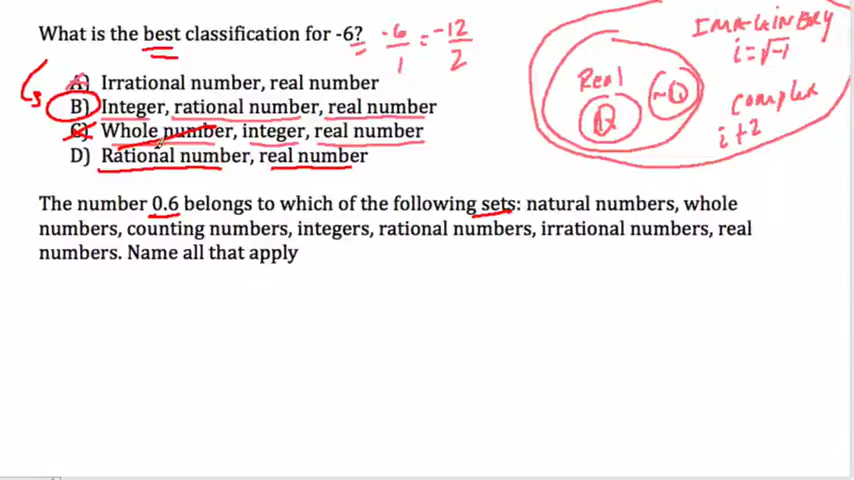 What is the best classification for -6? -6/1 = -12/2
A) Irrational number, real number
B) Integer, rational number, real number
C) Whole number, integer, real number
D) Rational number, real number
The number 0.6 belongs to which of the following sets: natural numbers, whole
numbers, counting numbers, integers, rational numbers, irrational numbers, real
numbers. Name all that apply
IMAGINARY
i=√-1
Real
Q
~Q
complex
i+2